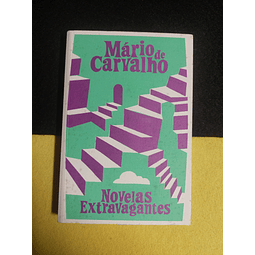 Mário de
Carvalho
Novelas
Extravagantes